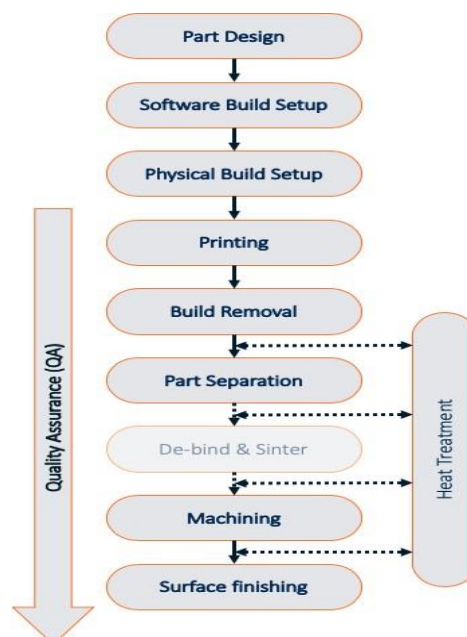 Part Design
Software Build Setup
Physical Build Setup
Printing
Build Removal
Part Separation
De-bind & Sinter
Machining
Surface finishing
Quality Assurance (QA)
Heat Treatment